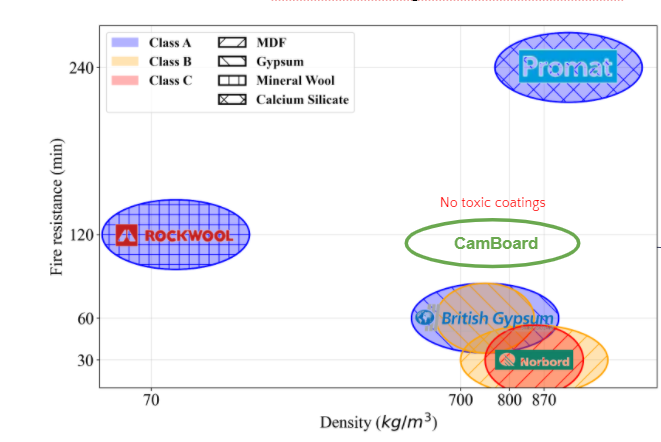 Class A
Class B
Class C
MDF
Gypsum
Mineral Wool
Calcium Silicate
Promat
No toxic coatings
ROCKWOOL
CamBoard
British Gypsum
Norbord
Fire resistance (min)
240
120
60
30
70
700
800
870
Density (kg/m³)